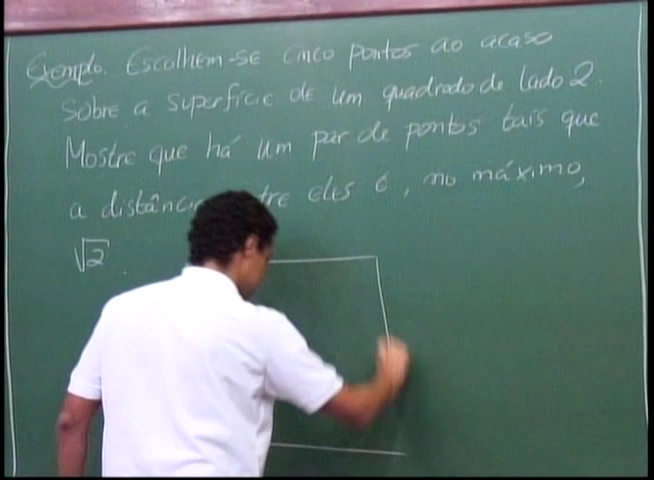 Exemplo. Escolhem-se cinco pontos ao acaso
sobre a superfície de um quadrado de lado 2.
Mostre que há um par de pontos tais que
a distânci tre eles é, no máximo,
√2.